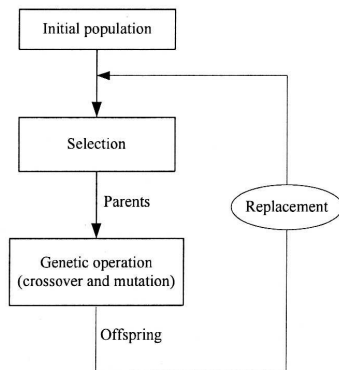 Initial population
Selection
Parents
Replacement
Genetic operation
(crossover and mutation)
Offspring